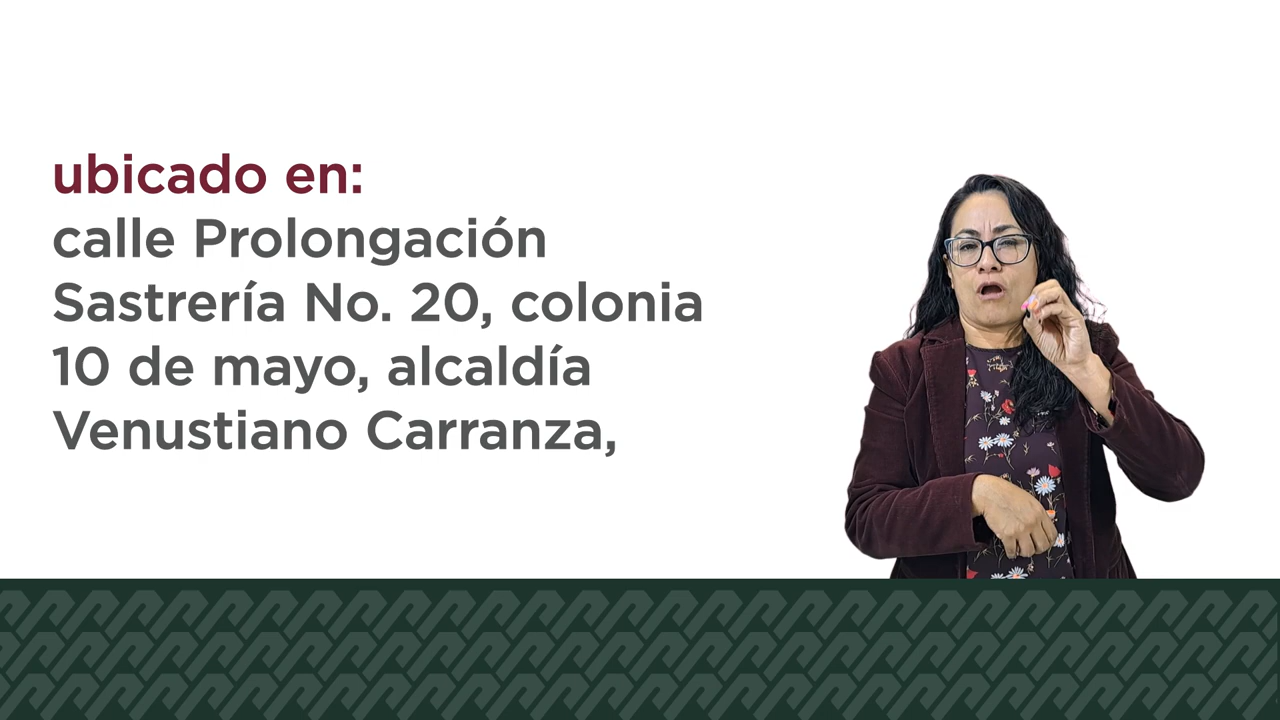 ubicado en:
calle Prolongación
Sastrería No. 20, colonia
10 de mayo, alcaldía
Venustiano Carranza,